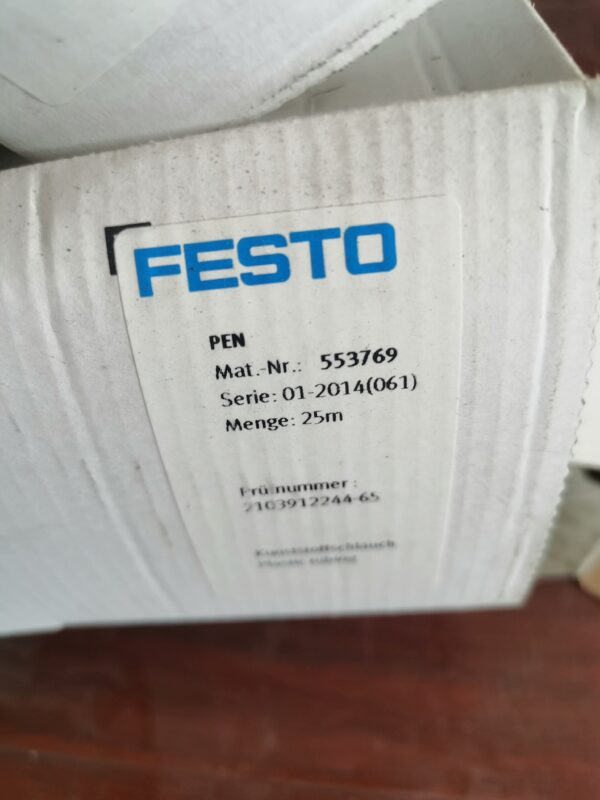 FESTO
PEN
Mat.-Nr.: 553769
Serie: 01-2014(061)
Menge: 25m
Prüfnummer :
2103912244-65
Kunststoffschlauch
Plastic tubing